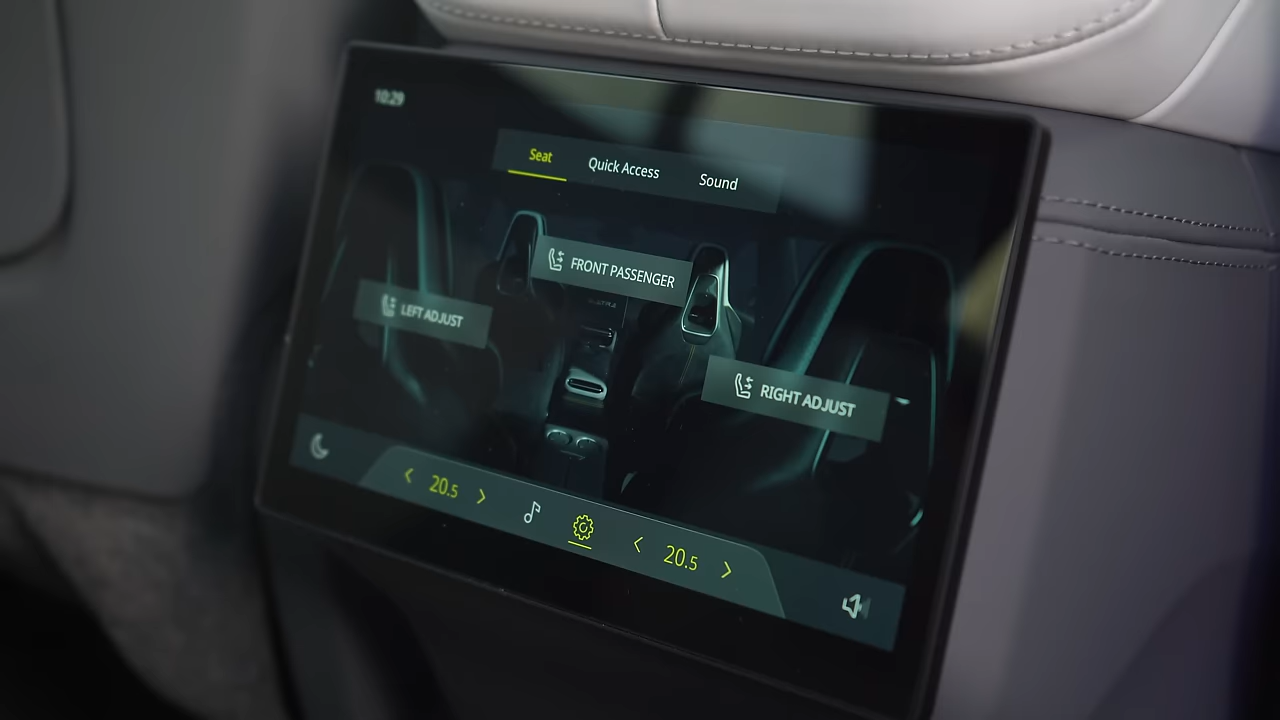 10:29
Seat
Quick Access
Sound
FRONT PASSENGER
LEFT ADJUST
RIGHT ADJUST
< 20.5 >
< 20.5 >